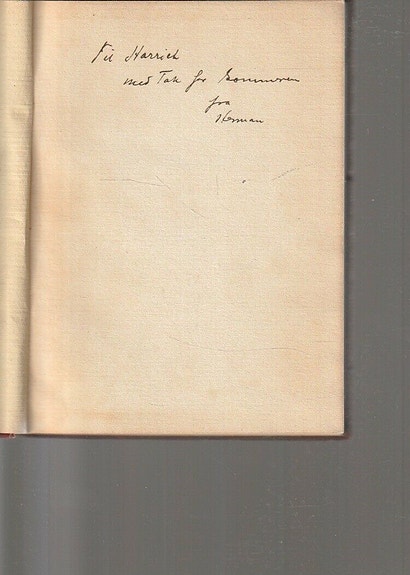 Til Harriet
med Tak for Sommeren
fra
Herman